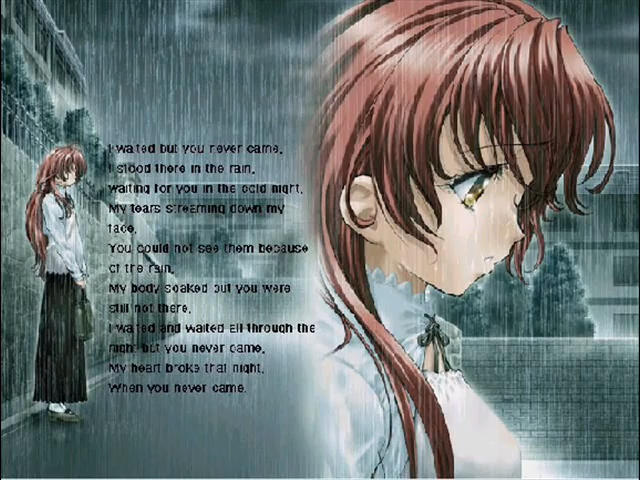 I waited but you never came,
I stood there in the rain,
waiting for you in the cold night,
My tears streaming down my
face,
You could not see them because
of the rain,
My body soaked but you were
still not there,
I waited and waited all through the
night but you never came,
My heart broke that night,
When you never came.